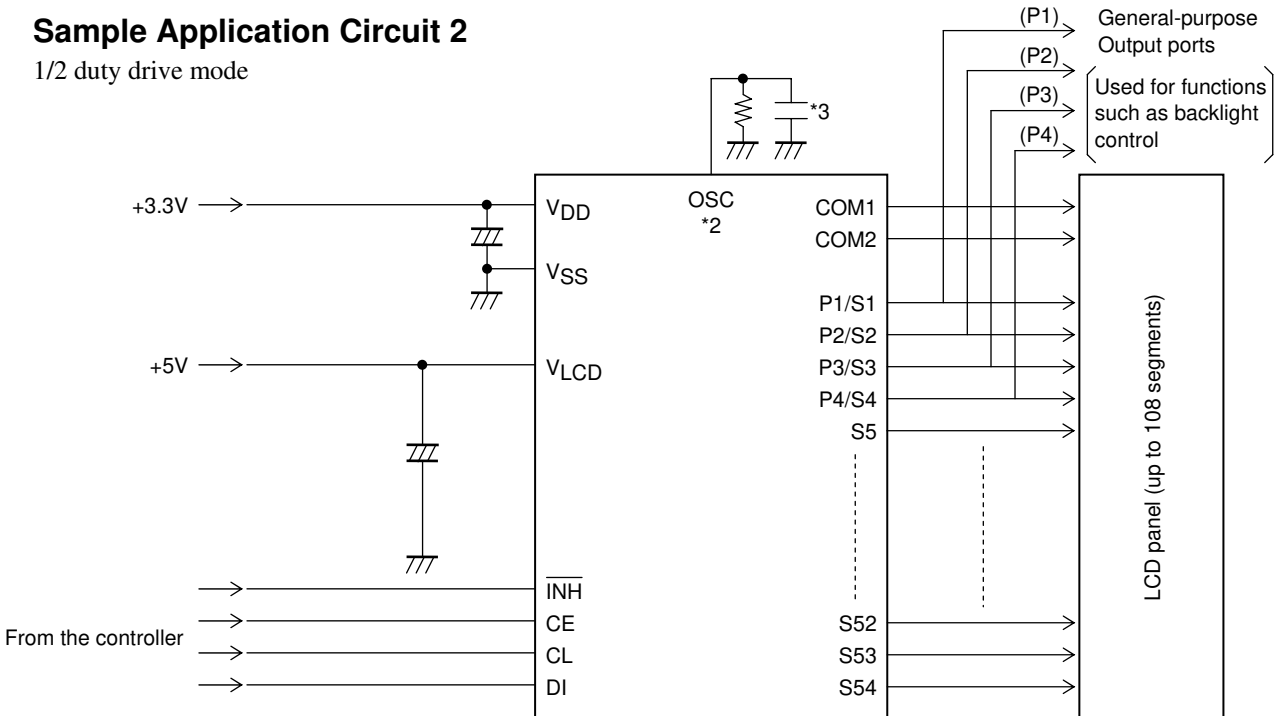 Sample Application Circuit 2
1/2 duty drive mode
(P1)
General-purpose
Output ports
(P2)
(P3)
(P4)
Used for functions
such as backlight
control
*3
+3.3V
VDD
OSC
*2
COM1
COM2
VSS
P1/S1
P2/S2
+5V
VLCD
P3/S3
P4/S4
S5
LCD panel (up to 108 segments)
From the controller
INH
CE
CL
DI
S52
S53
S54